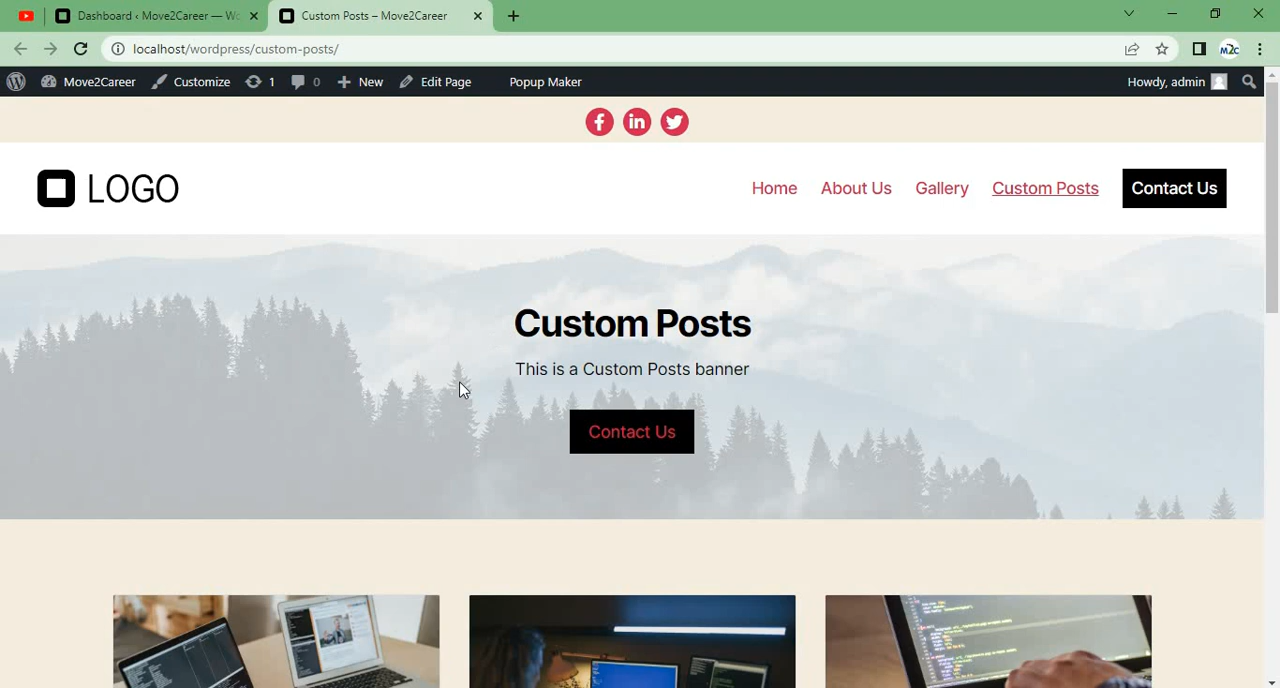 Dashboard ‹ Move2Career — Wo
Custom Posts – Move2Career
localhost/wordpress/custom-posts/
M2C
Move2Career
Customize
1
0
New
Edit Page
Popup Maker
Howdy, admin
LOGO
Home
About Us
Gallery
Custom Posts
Contact Us
Custom Posts
This is a Custom Posts banner
Contact Us